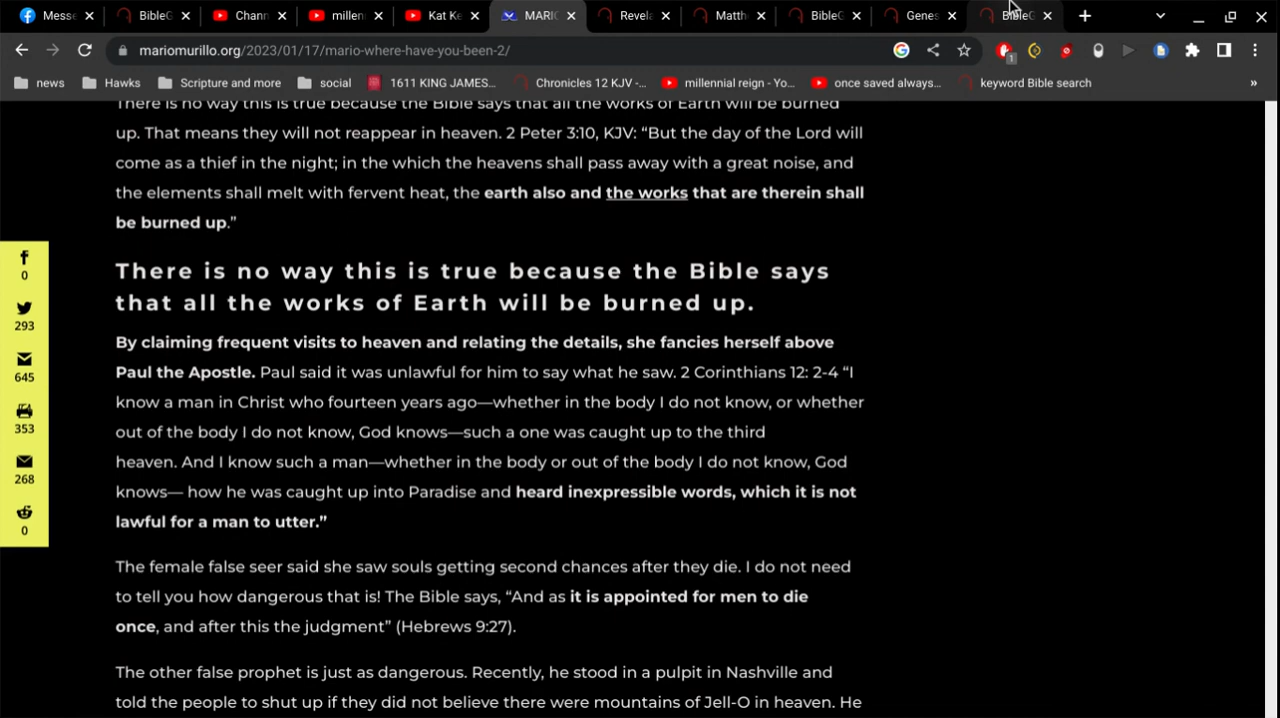 Messe
BibleG
Chann
millen
Kat Ke
MARIO
Revela
Matth
BibleG
Genes
BibleG
mariomurillo.org/2023/01/17/mario-where-have-you-been-2/
1
news
Hawks
Scripture and more
social
1611 KING JAMES...
Chronicles 12 KJV -...
millennial reign - Yo...
once saved always...
keyword Bible search
»
There is no way this is true because the Bible says that all the works of Earth will be burned
up. That means they will not reappear in heaven. 2 Peter 3:10, KJV: “But the day of the Lord will
come as a thief in the night; in the which the heavens shall pass away with a great noise, and
the elements shall melt with fervent heat, the earth also and the works that are therein shall
be burned up.”
There is no way this is true because the Bible says
that all the works of Earth will be burned up.
By claiming frequent visits to heaven and relating the details, she fancies herself above
Paul the Apostle. Paul said it was unlawful for him to say what he saw. 2 Corinthians 12: 2-4 “I
know a man in Christ who fourteen years ago—whether in the body I do not know, or whether
out of the body I do not know, God knows—such a one was caught up to the third
heaven. And I know such a man—whether in the body or out of the body I do not know, God
knows— how he was caught up into Paradise and heard inexpressible words, which it is not
lawful for a man to utter.”
The female false seer said she saw souls getting second chances after they die. I do not need
to tell you how dangerous that is! The Bible says, “And as it is appointed for men to die
once, and after this the judgment” (Hebrews 9:27).
The other false prophet is just as dangerous. Recently, he stood in a pulpit in Nashville and
told the people to shut up if they did not believe there were mountains of Jell-O in heaven. He
0
293
645
353
268
0